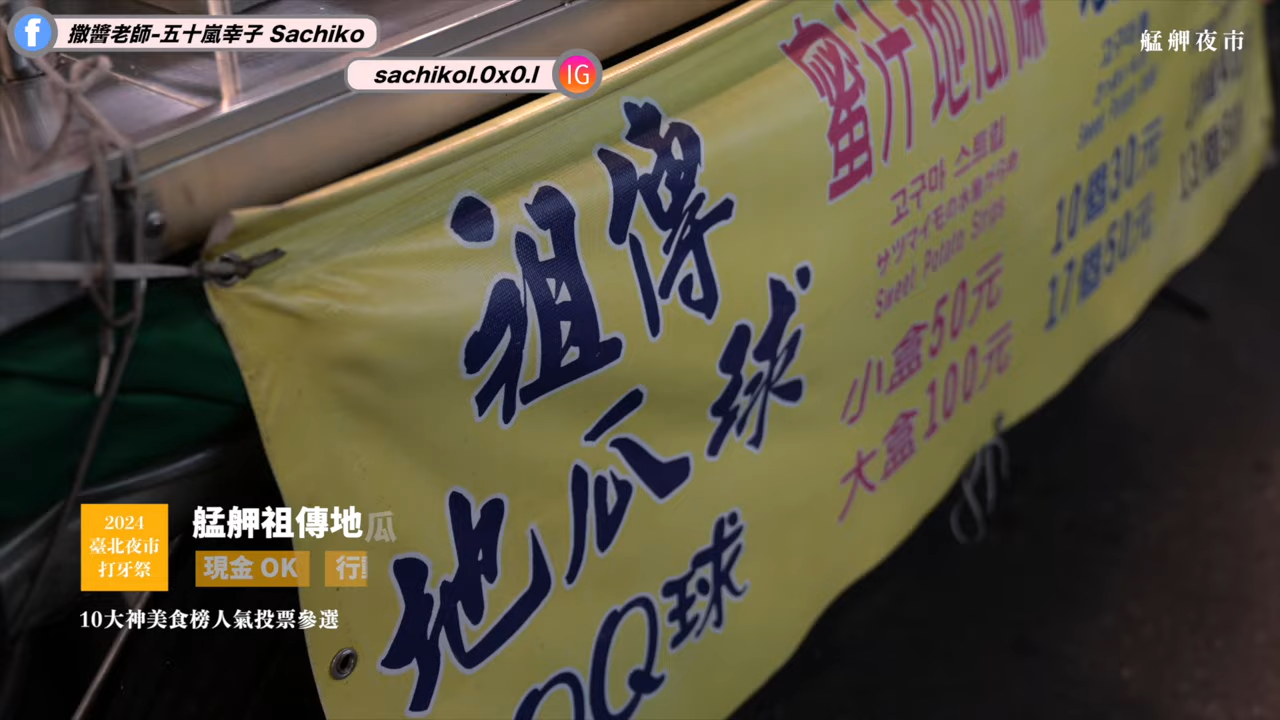 撒醬老師-五十嵐幸子 Sachiko
sachikol.0x0.l
IG
艋舺夜市
祖傳
地瓜球
QQ球
蜜汁地瓜條
고구마 스트립
サツマイモの水飴からめ
Sweet Potato Strips
小盒50元
大盒100元
10個30元
17個50元
2024
臺北夜市
打牙祭
艋舺祖傳地瓜
現金 OK
10大神美食榜人氣投票參選